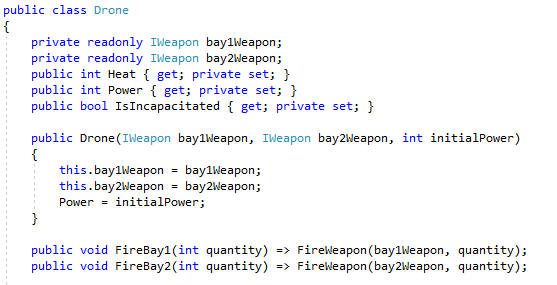 public class Drone
{
    private readonly IWeapon bay1Weapon;
    private readonly IWeapon bay2Weapon;
    public int Heat { get; private set; }
    public int Power { get; private set; }
    public bool IsIncapacitated { get; private set; }

    public Drone(IWeapon bay1Weapon, IWeapon bay2Weapon, int initialPower)
    {
        this.bay1Weapon = bay1Weapon;
        this.bay2Weapon = bay2Weapon;
        Power = initialPower;
    }

    public void FireBay1(int quantity) => FireWeapon(bay1Weapon, quantity);
    public void FireBay2(int quantity) => FireWeapon(bay2Weapon, quantity);